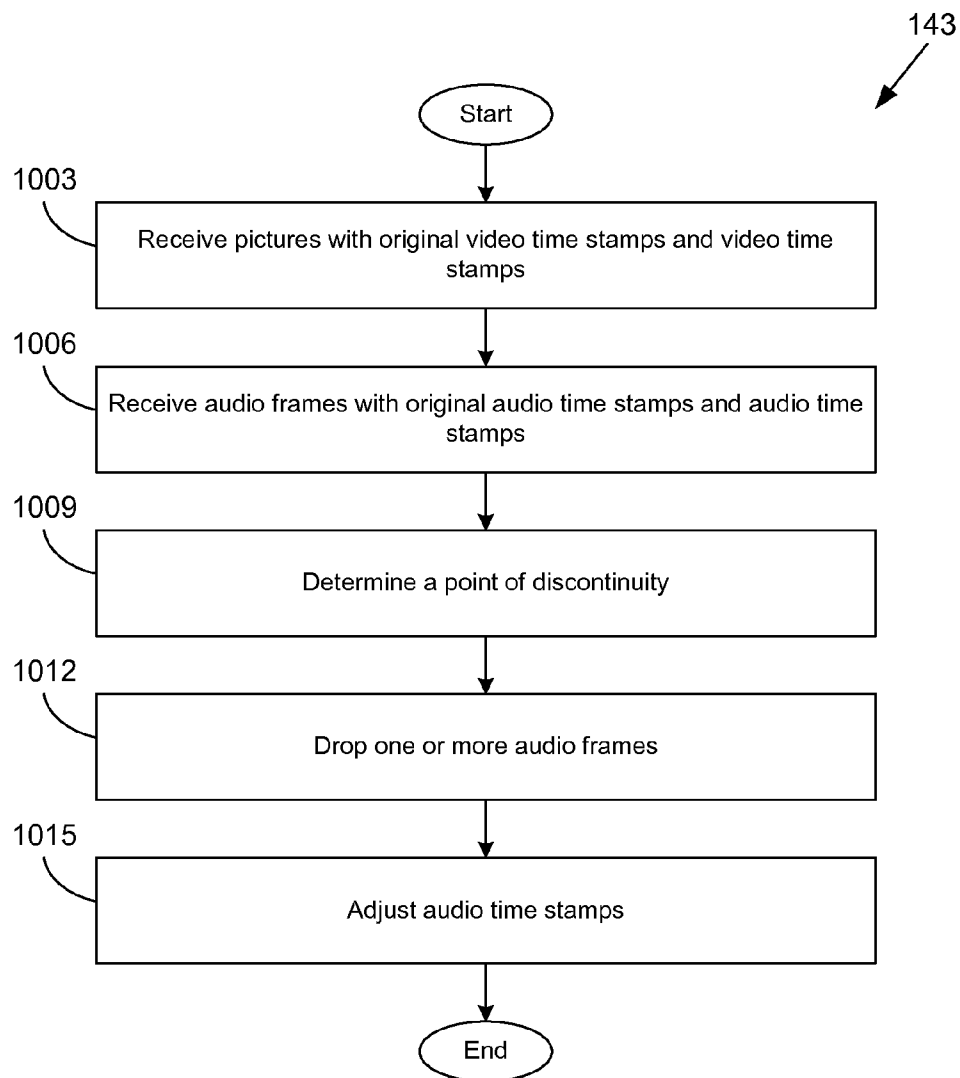 143
Start
1003
Receive pictures with original video time stamps and video time
stamps
1006
Receive audio frames with original audio time stamps and audio time
stamps
1009
Determine a point of discontinuity
1012
Drop one or more audio frames
1015
Adjust audio time stamps
End